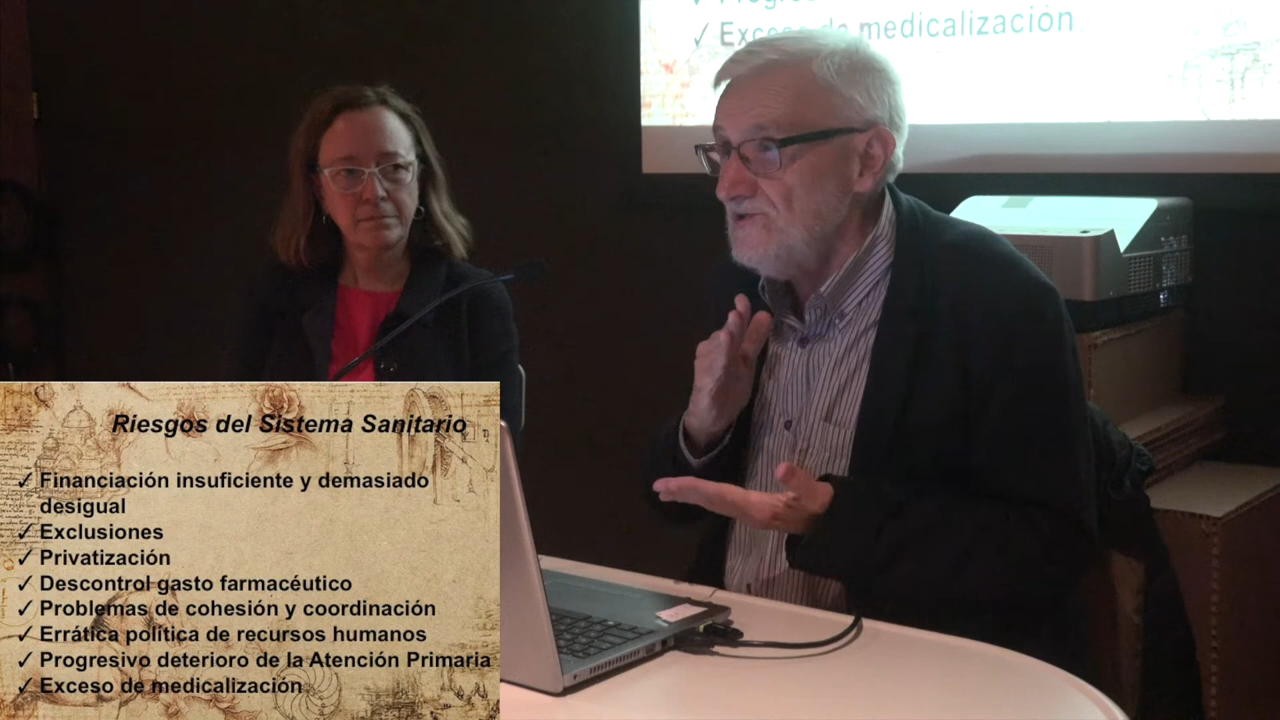 Exceso de medicalización
Riesgos del Sistema Sanitario
✓ Financiación insuficiente y demasiado
desigual
✓ Exclusiones
✓ Privatización
✓ Descontrol gasto farmacéutico
✓ Problemas de cohesión y coordinación
✓ Errática política de recursos humanos
✓ Progresivo deterioro de la Atención Primaria
✓ Exceso de medicalización